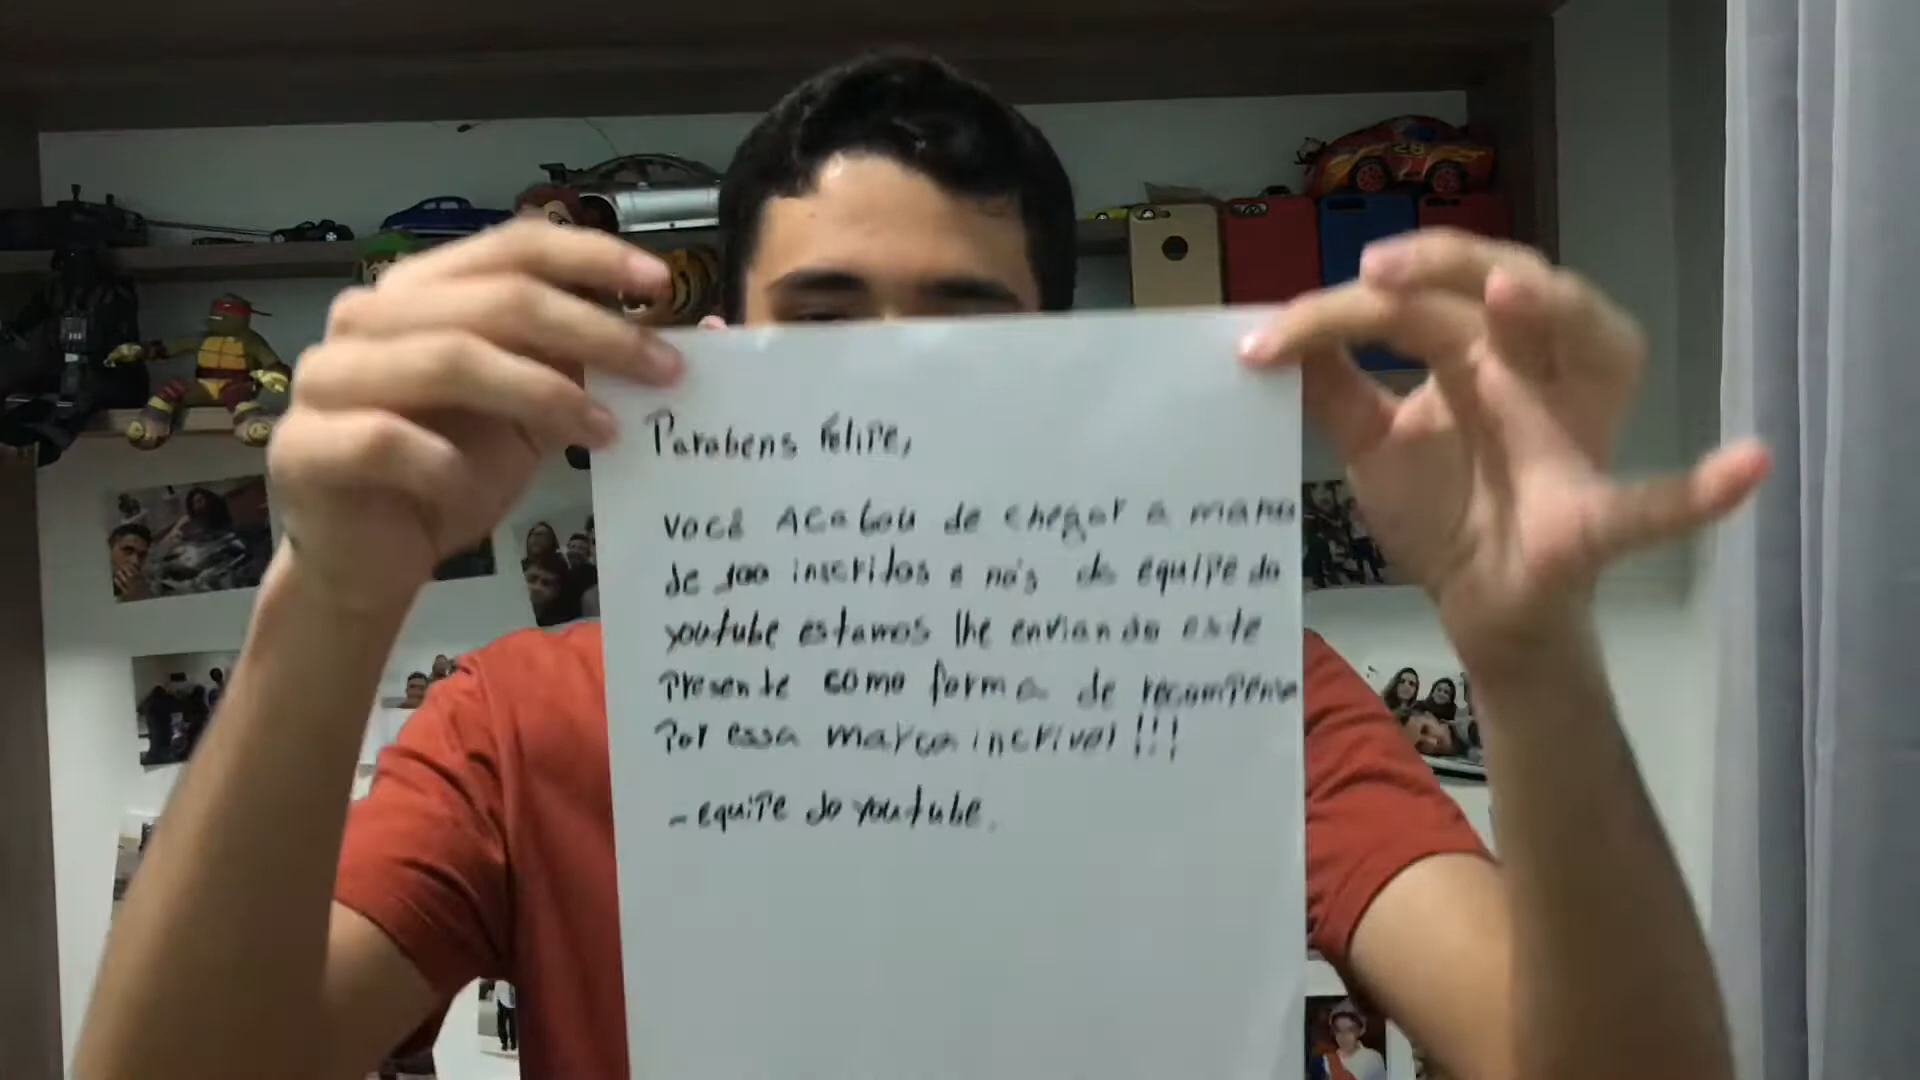 Parabens Felipe,
você Acabou de chegar a marca
de 100 inscritos e nós da equipe do
youtube estamos lhe enviando este
presente como forma de recompensa
Por essa marca incrivel!!!
- equipe do youtube.
28